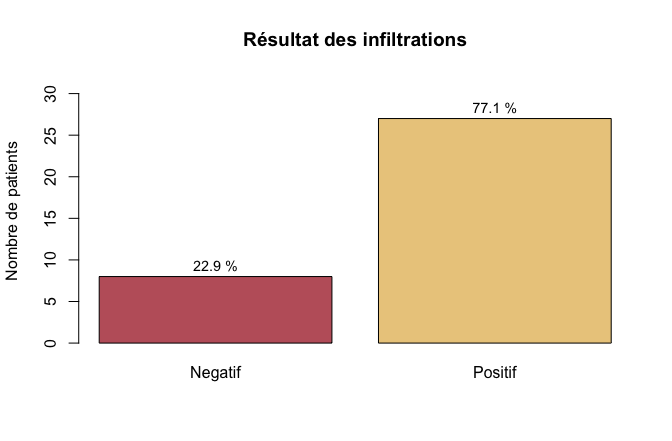 Résultat des infiltrations
Nombre de patients
30
25
20
15
10
5
0
22.9 %
77.1 %
Negatif
Positif